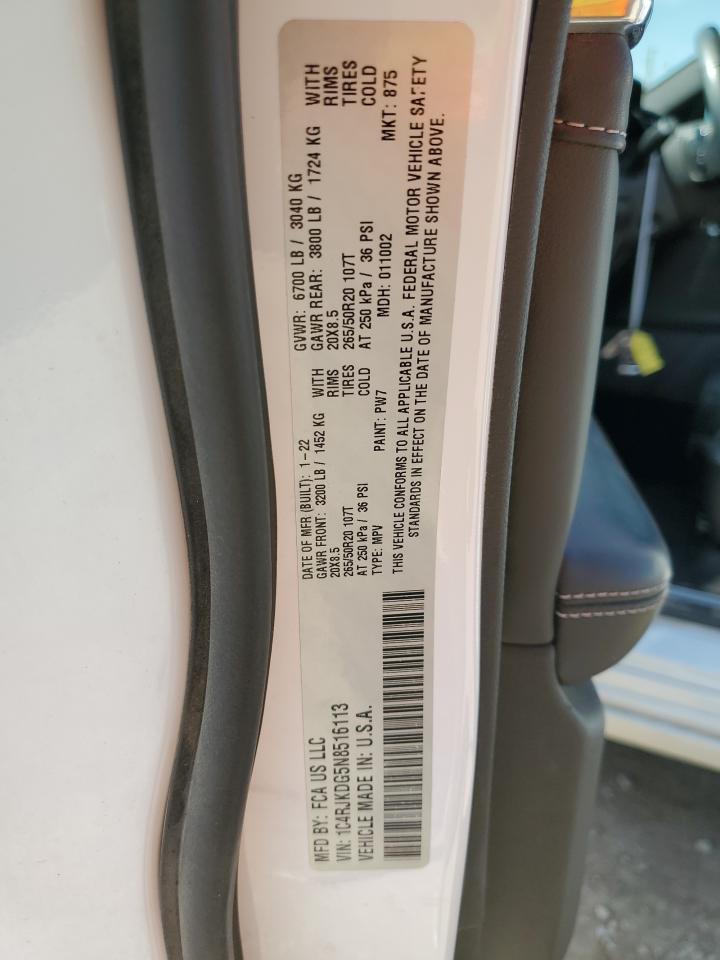 MFD BY: FCA US LLC
VIN: 1C4RJKDG5N8516113
VEHICLE MADE IN: U.S.A.
DATE OF MFR (BUILT): 1-22 GVWR: 6700 LB / 3040 KG
GAWR FRONT: 3200 LB / 1452 KG WITH GAWR REAR: 3800 LB / 1724 KG WITH
20X8.5 RIMS 20X8.5 RIMS
265/50R20 107T TIRES 265/50R20 107T TIRES
AT 250 kPa / 36 PSI COLD AT 250 kPa / 36 PSI COLD
TYPE: MPV PAINT: PW7 MDH: 011002 MKT: 875
THIS VEHICLE CONFORMS TO ALL APPLICABLE U.S.A. FEDERAL MOTOR VEHICLE SAFETY
STANDARDS IN EFFECT ON THE DATE OF MANUFACTURE SHOWN ABOVE.